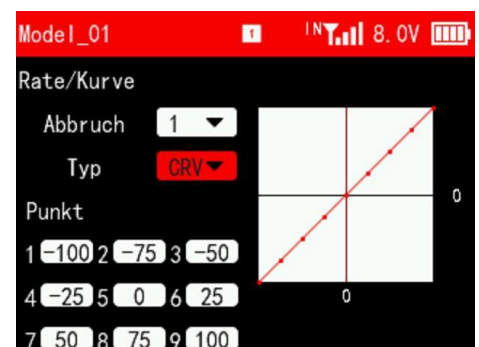 Model_01 1 IN 8.0V
Rate/Kurve
Abbruch 1
Typ CRV
Punkt
1 -100 2 -75 3 -50
0
4 -25 5 0 6 25
0
7 50 8 75 9 100